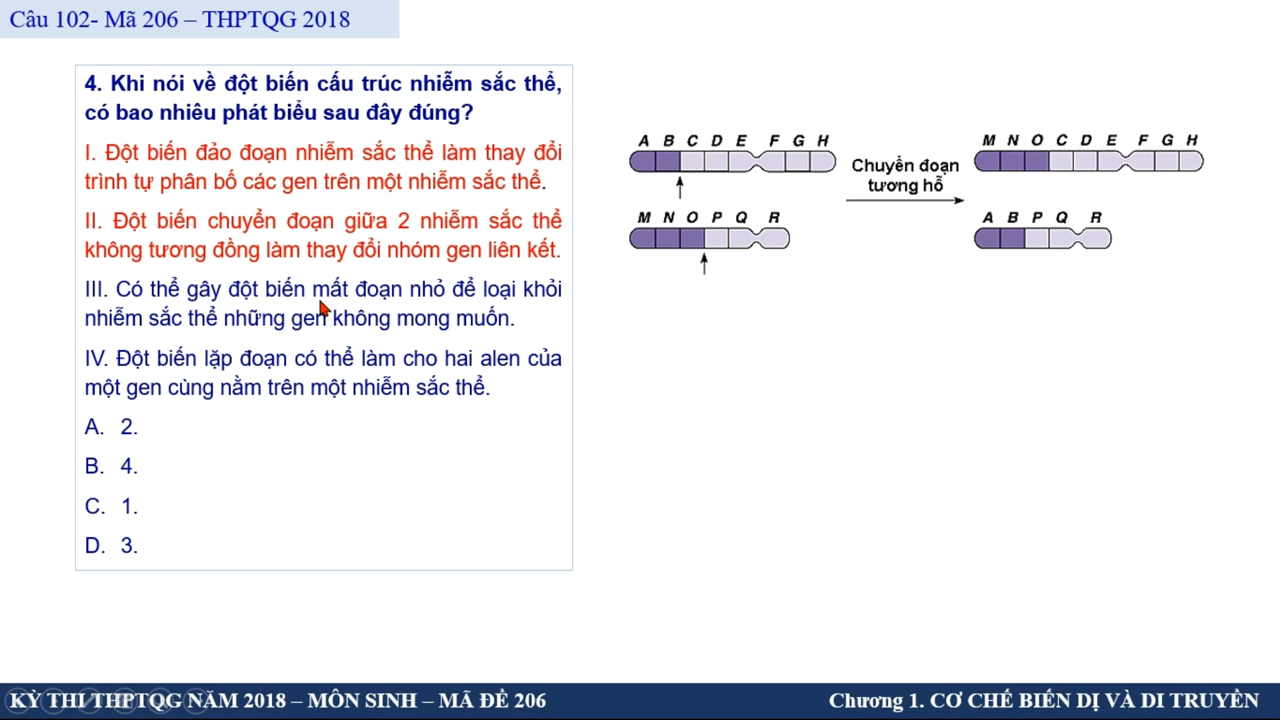 Câu 102- Mã 206 – THPTQG 2018
4. Khi nói về đột biến cấu trúc nhiễm sắc thể,
có bao nhiêu phát biểu sau đây đúng?
I. Đột biến đảo đoạn nhiễm sắc thể làm thay đổi
trình tự phân bố các gen trên một nhiễm sắc thể.
II. Đột biến chuyển đoạn giữa 2 nhiễm sắc thể
không tương đồng làm thay đổi nhóm gen liên kết.
III. Có thể gây đột biến mất đoạn nhỏ để loại khỏi
nhiễm sắc thể những gen không mong muốn.
IV. Đột biến lặp đoạn có thể làm cho hai alen của
một gen cùng nằm trên một nhiễm sắc thể.
A. 2.
B. 4.
C. 1.
D. 3.
A B C D E F G H
M N O P Q R
Chuyển đoạn
tương hỗ
M N O C D E F G H
A B P Q R
KỲ THI THPTQG NĂM 2018 – MÔN SINH – MÃ ĐỀ 206
Chương 1. CƠ CHẾ BIẾN DỊ VÀ DI TRUYỀN